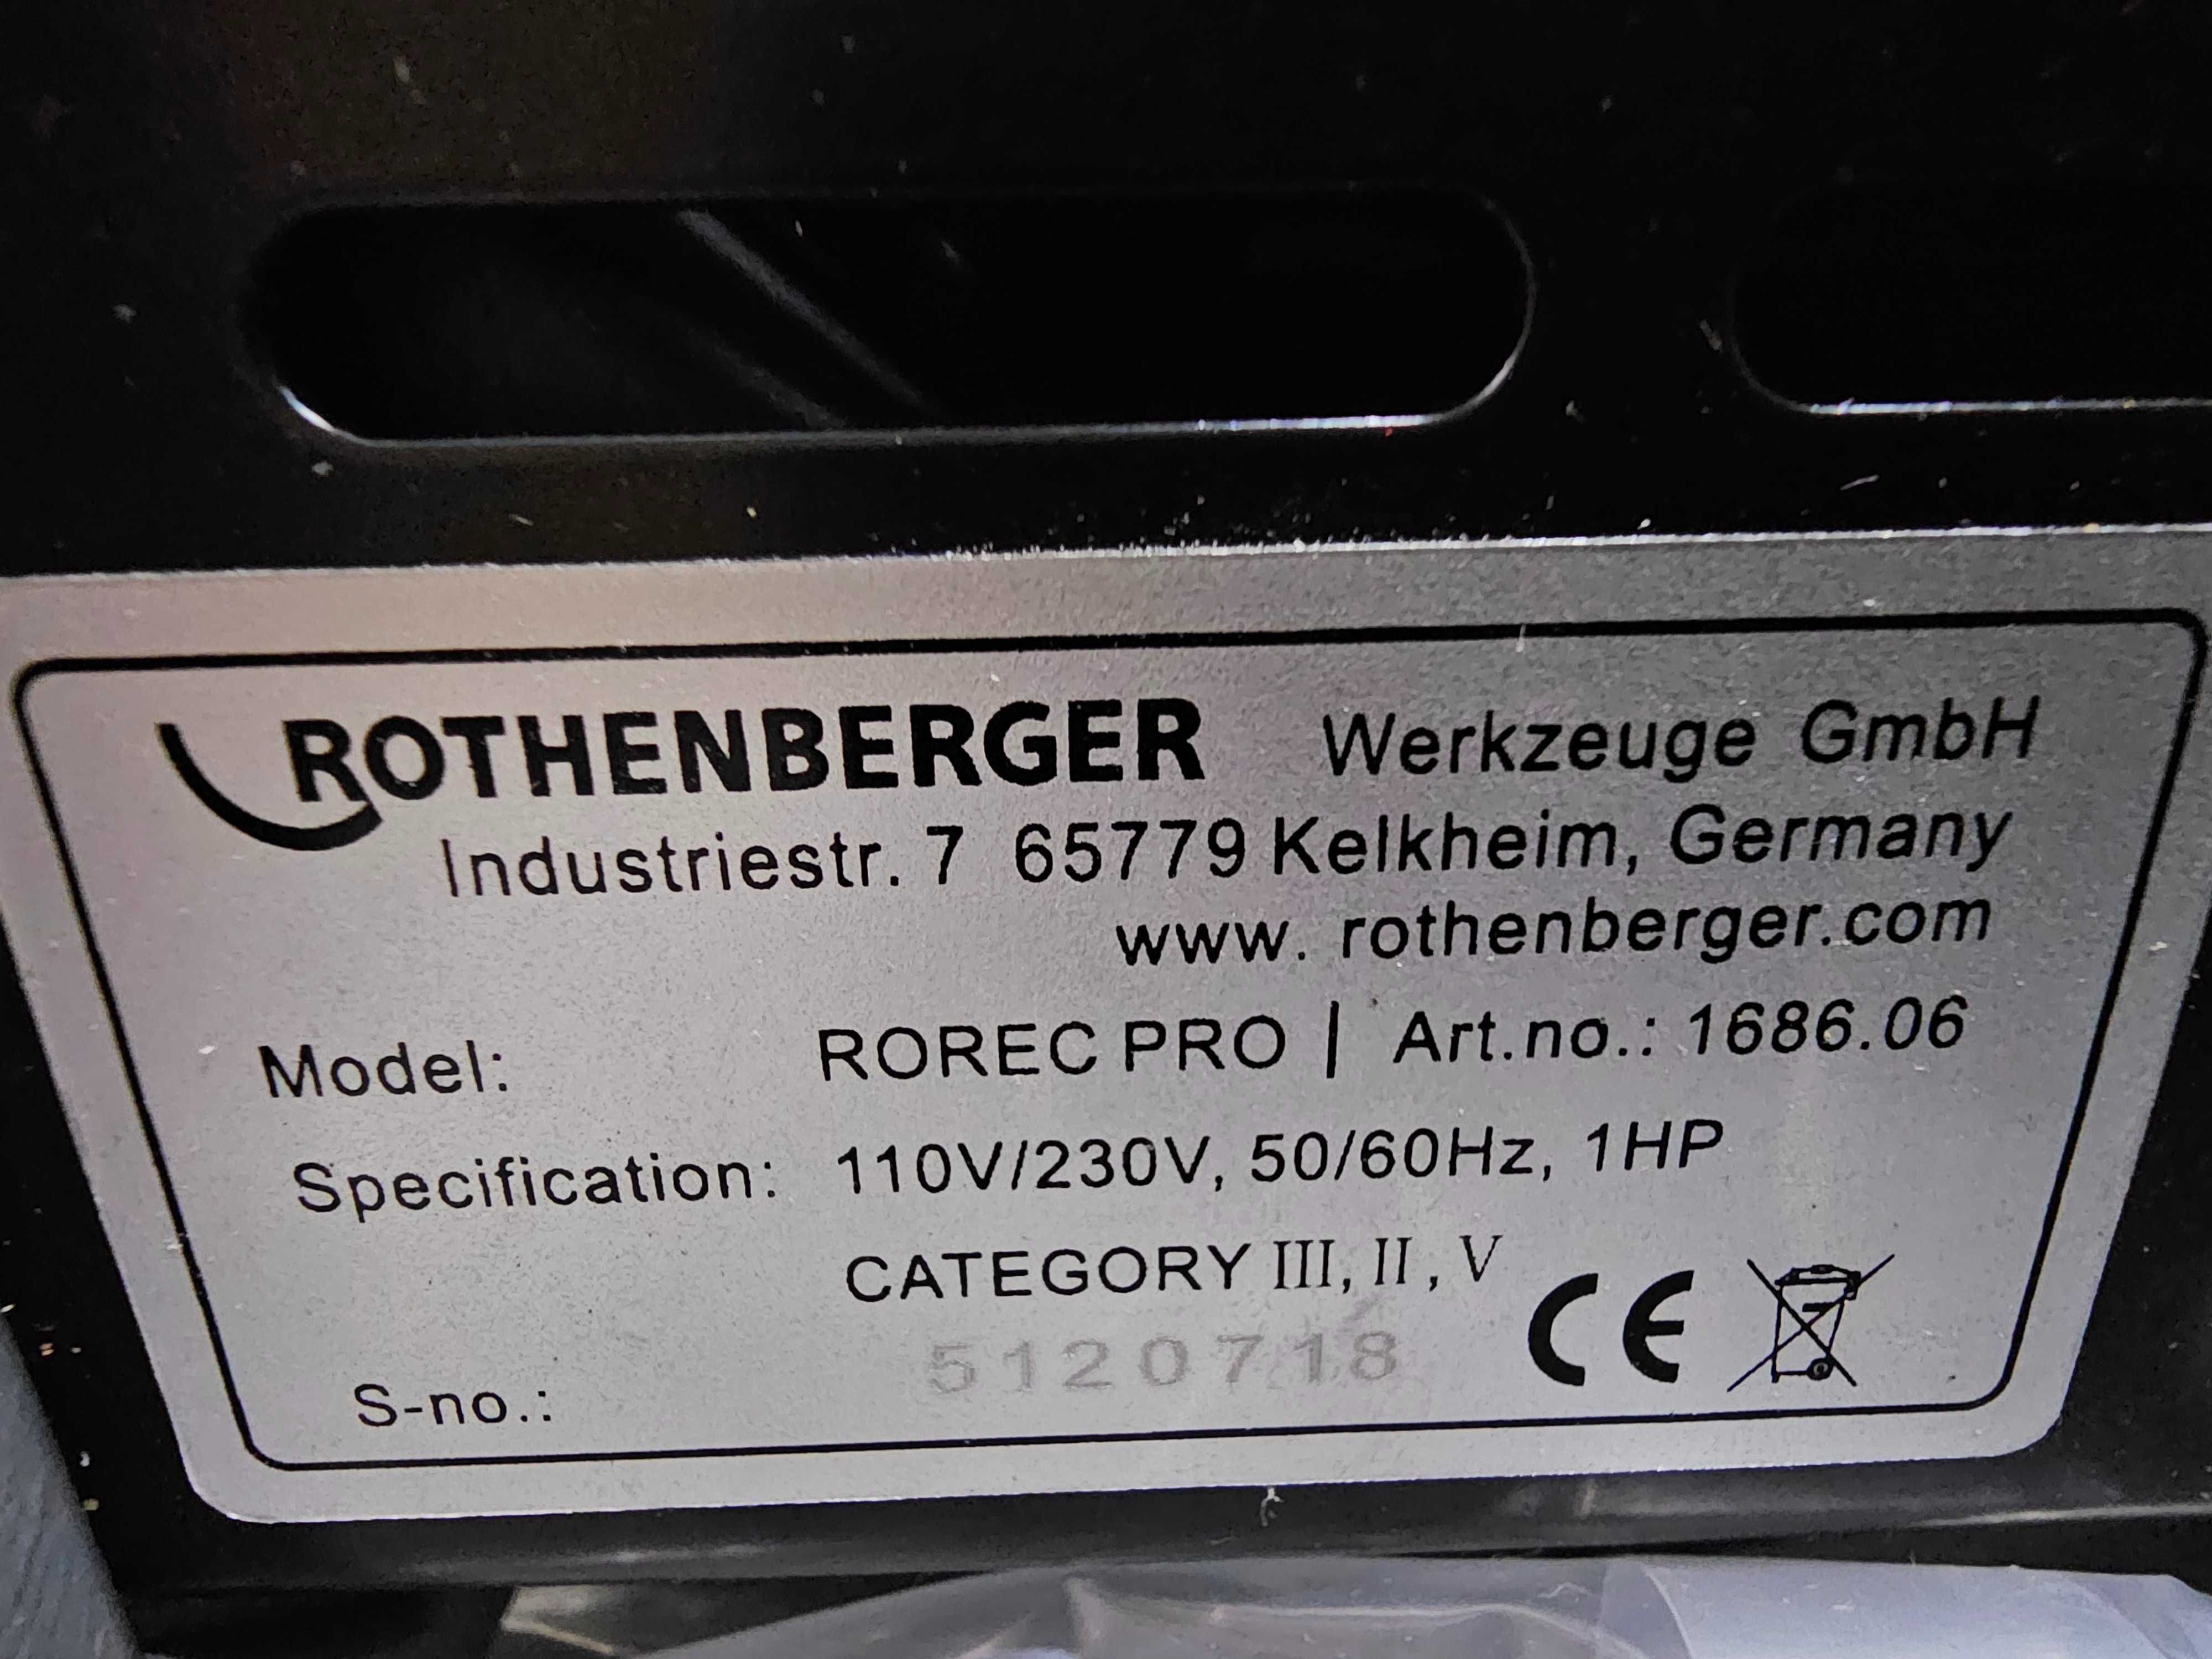 ROTHENBERGER Werkzeuge GmbH
Industriestr. 7 65779 Kelkheim, Germany
www. rothenberger.com
Model: ROREC PRO | Art.no.: 1686.06
Specification: 110V/230V, 50/60Hz, 1HP
CATEGORY III, II, V
CE
S-no.: 5120718